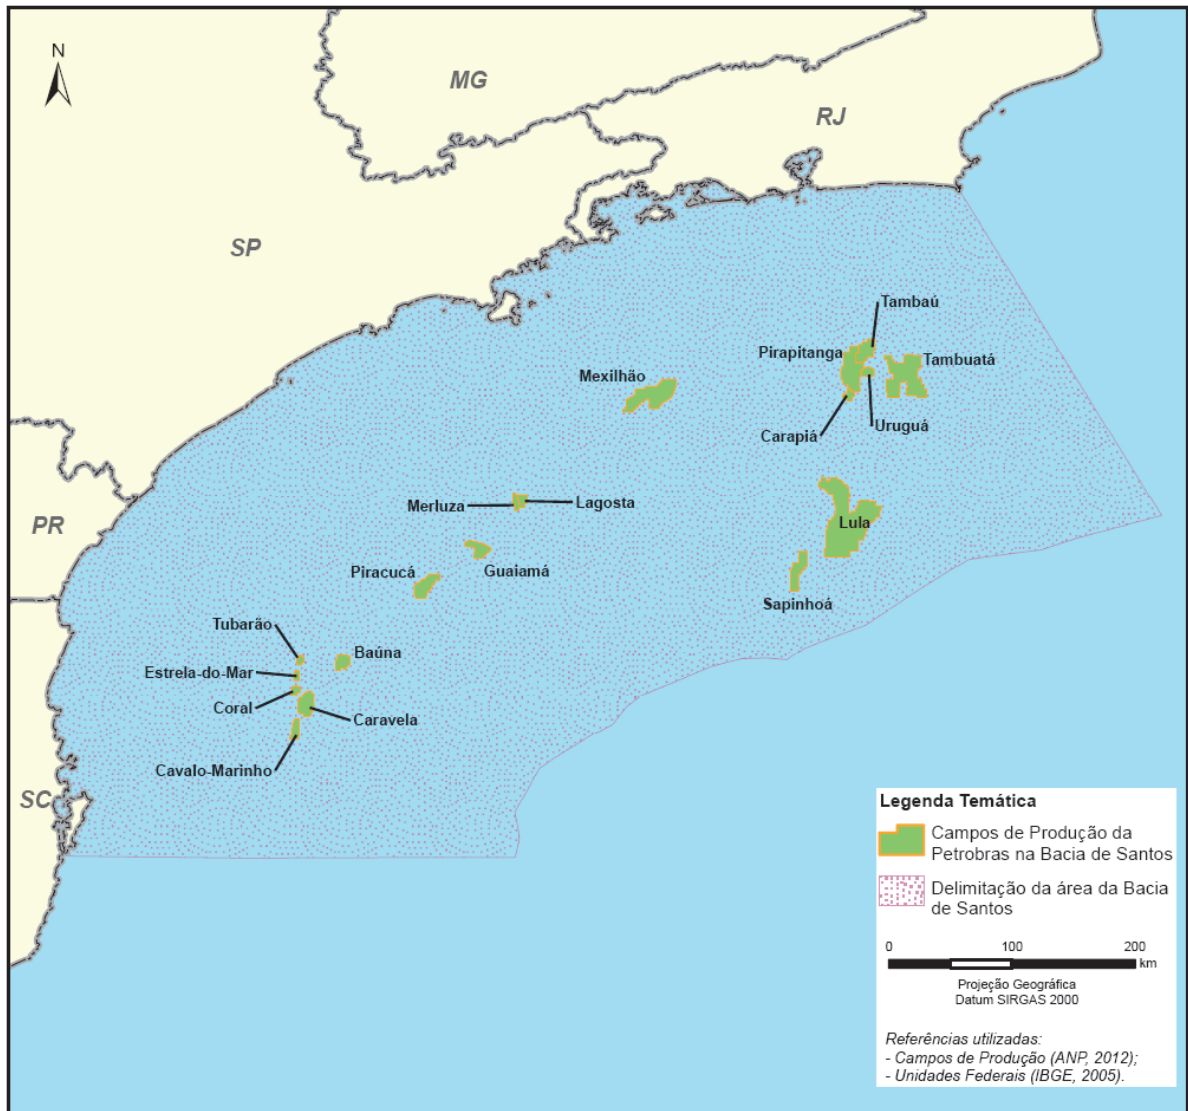 N
MG
RJ
SP
Tambaú
Pirapitanga
Tambuatá
Mexilhão
Uruguá
Carapiá
Merluza
Lagosta
PR
Lula
Piracucá
Guaiamá
Sapinhoá
Tubarão
Baúna
Estrela-do-Mar
Coral
Caravela
Cavalo-Marinho
SC
Legenda Temática
Campos de Produção da
Petrobras na Bacia de Santos
Delimitação da área da Bacia
de Santos
0 100 200
km
Projeção Geográfica
Datum SIRGAS 2000
Referências utilizadas:
- Campos de Produção (ANP, 2012);
- Unidades Federais (IBGE, 2005).